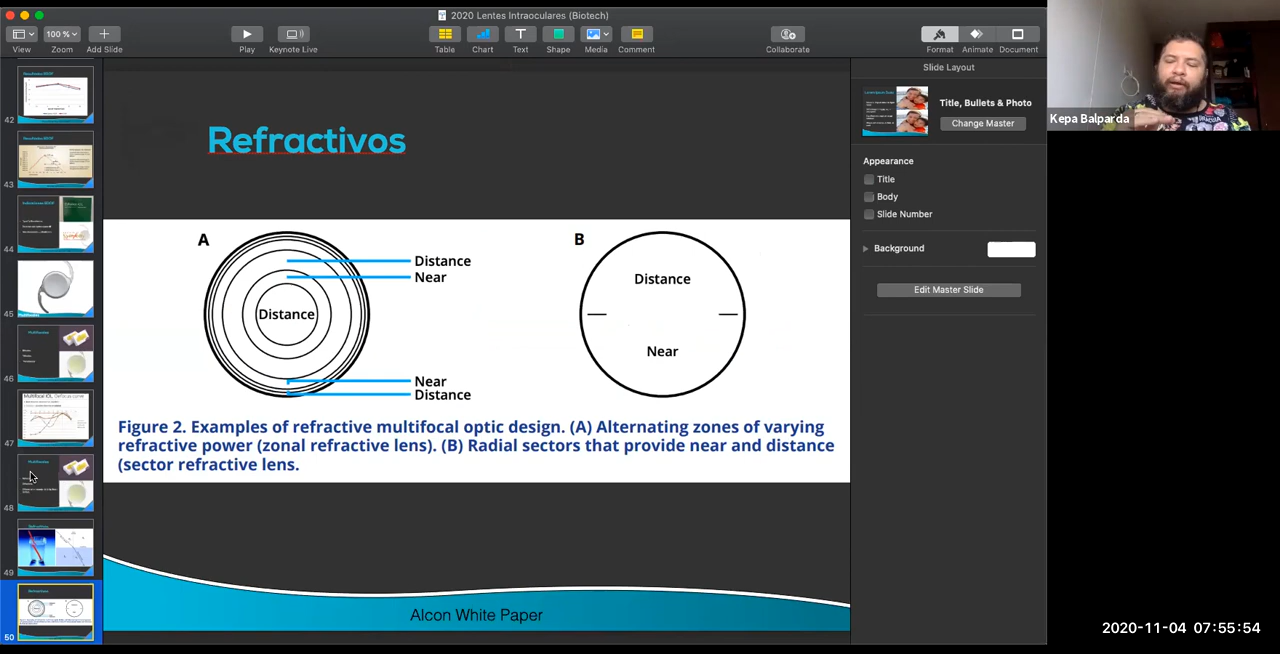 2020 Lentes Intraoculares (Biotech)
View
100 %
Zoom
Add Slide
Play
Keynote Live
Table
Chart
Text
Shape
Media
Comment
Collaborate
Format
Animate
Document
42
43
44
45
46
47
48
49
50
Refractivos
A
Distance
Near
Distance
Near
Distance
B
Distance
Near
Figure 2. Examples of refractive multifocal optic design. (A) Alternating zones of varying
refractive power (zonal refractive lens). (B) Radial sectors that provide near and distance
(sector refractive lens.
Alcon White Paper
Slide Layout
Title, Bullets & Photo
Change Master
Appearance
Title
Body
Slide Number
Background
Edit Master Slide
Kepa Balparda
2020-11-04 07:55:54